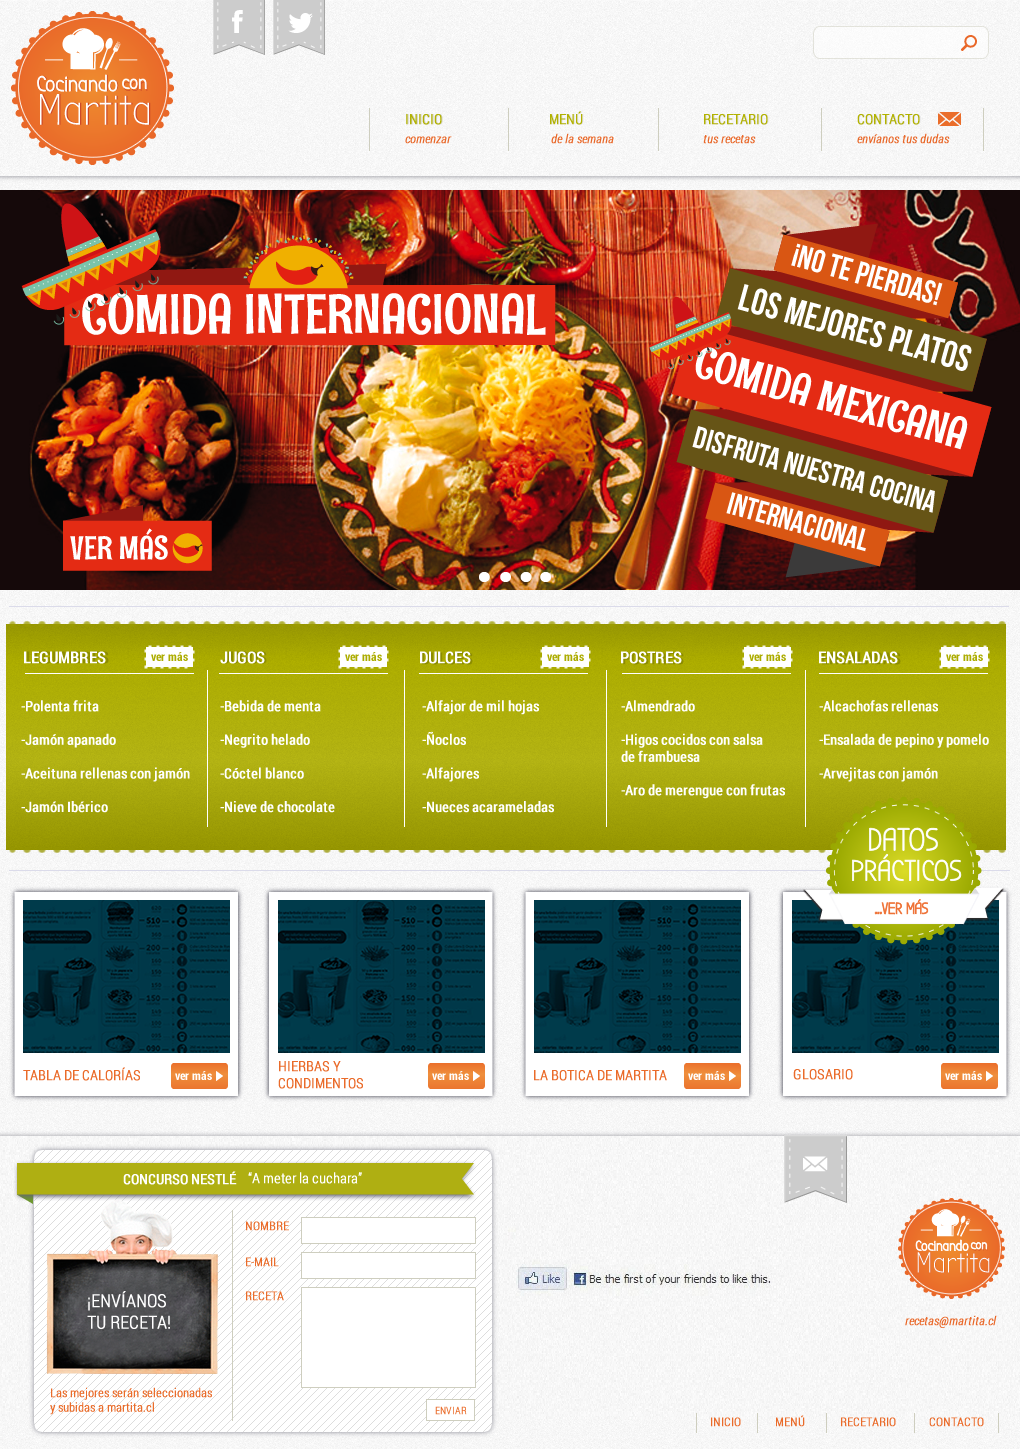 Cocinando con
Martita
INICIO
comenzar
MENÚ
de la semana
RECETARIO
tus recetas
CONTACTO
envíanos tus dudas
COMIDA INTERNACIONAL
¡NO TE PIERDAS!
LOS MEJORES PLATOS
COMIDA MEXICANA
DISFRUTA NUESTRA COCINA
INTERNACIONAL
VER MÁS
LEGUMBRES
ver más
-Polenta frita
-Jamón apanado
-Aceituna rellenas con jamón
-Jamón Ibérico
JUGOS
ver más
-Bebida de menta
-Negrito helado
-Cóctel blanco
-Nieve de chocolate
DULCES
ver más
-Alfajor de mil hojas
-Ñoclos
-Alfajores
-Nueces acarameladas
POSTRES
ver más
-Almendrado
-Higos cocidos con salsa
de frambuesa
-Aro de merengue con frutas
ENSALADAS
ver más
-Alcachofas rellenas
-Ensalada de pepino y pomelo
-Arvejitas con jamón
DATOS
PRÁCTICOS
...VER MÁS
TABLA DE CALORÍAS
ver más
HIERBAS Y
CONDIMENTOS
ver más
LA BOTICA DE MARTITA
ver más
GLOSARIO
ver más
CONCURSO NESTLÉ "A meter la cuchara"
¡ENVÍANOS
TU RECETA!
Las mejores serán seleccionadas
y subidas a martita.cl
NOMBRE
E-MAIL
RECETA
ENVIAR
Like
Be the first of your friends to like this.
Cocinando con
Martita
recetas@martita.cl
INICIO
MENÚ
RECETARIO
CONTACTO